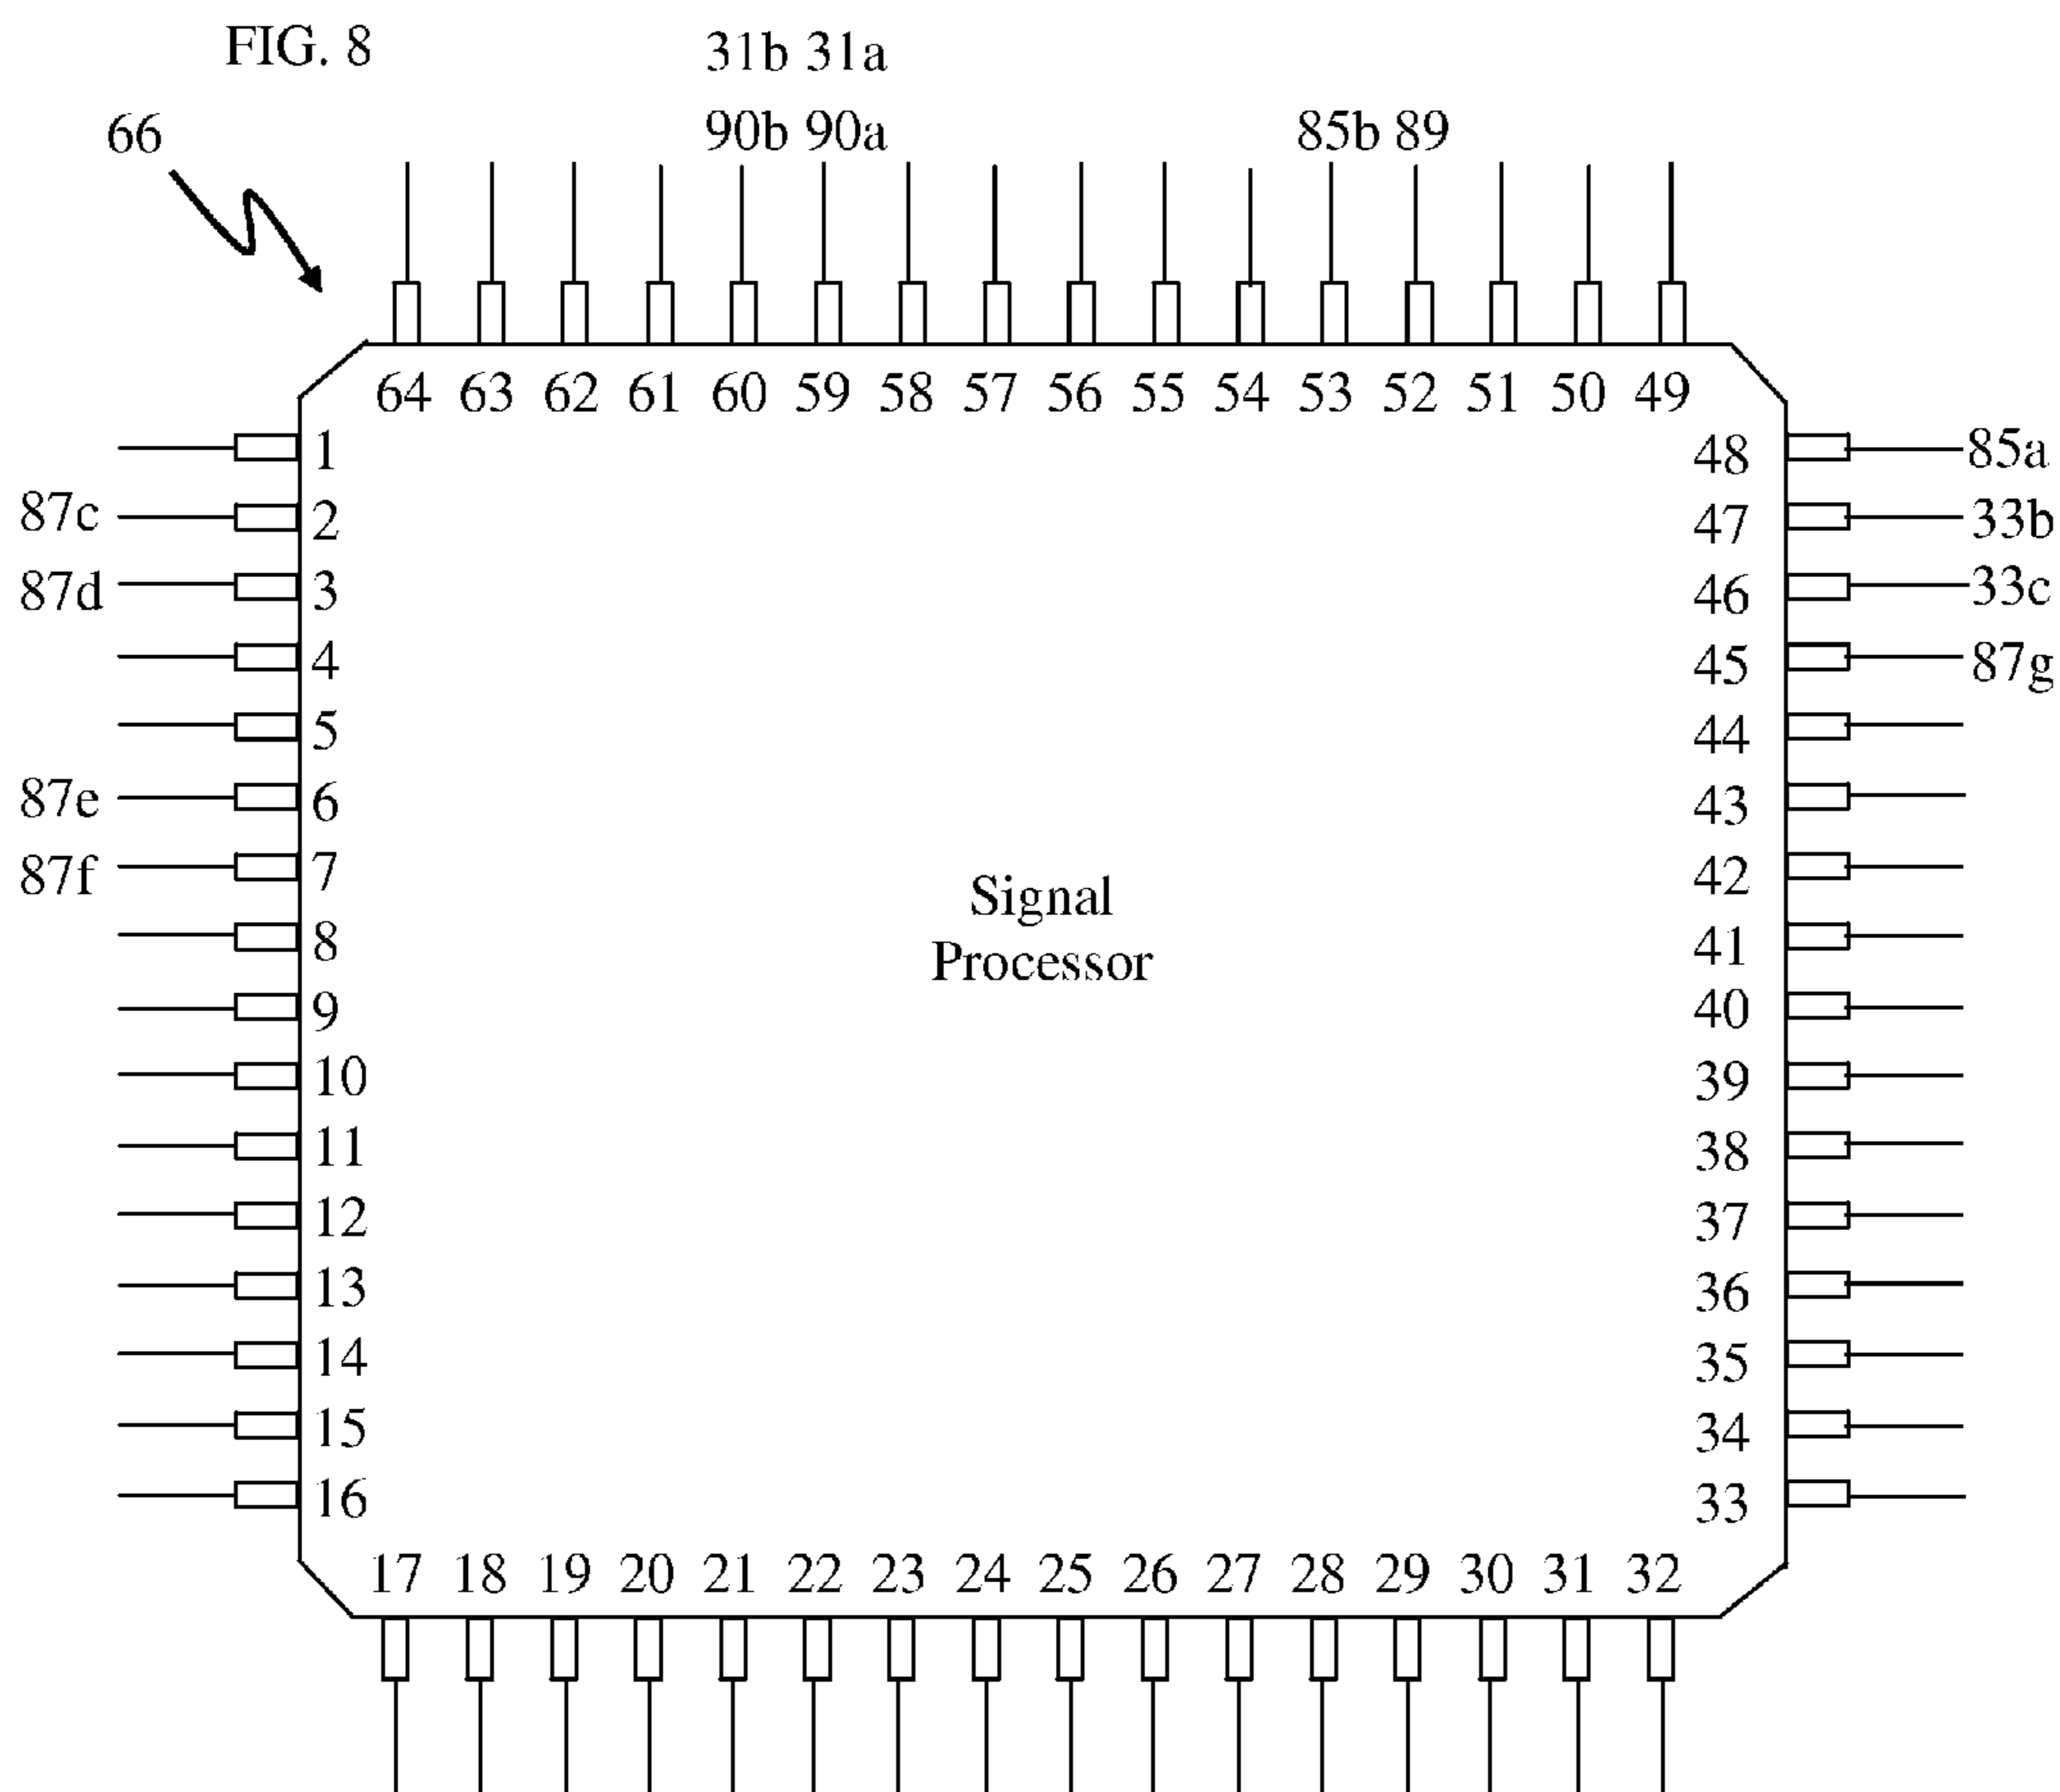 FIG. 8
31b 31a
66
90b 90a
85b 89
64 63 62 61 60 59 58 57 56 55 54 53 52 51 50 49
1
48 85a
87c 2
47 33b
87d 3
46 33c
4
45 87g
5
44
87e 6
43
87f 7
42
8
41
9
40
10
39
11
38
12
37
13
36
14
35
15
34
16
33
Signal
Processor
17 18 19 20 21 22 23 24 25 26 27 28 29 30 31 32